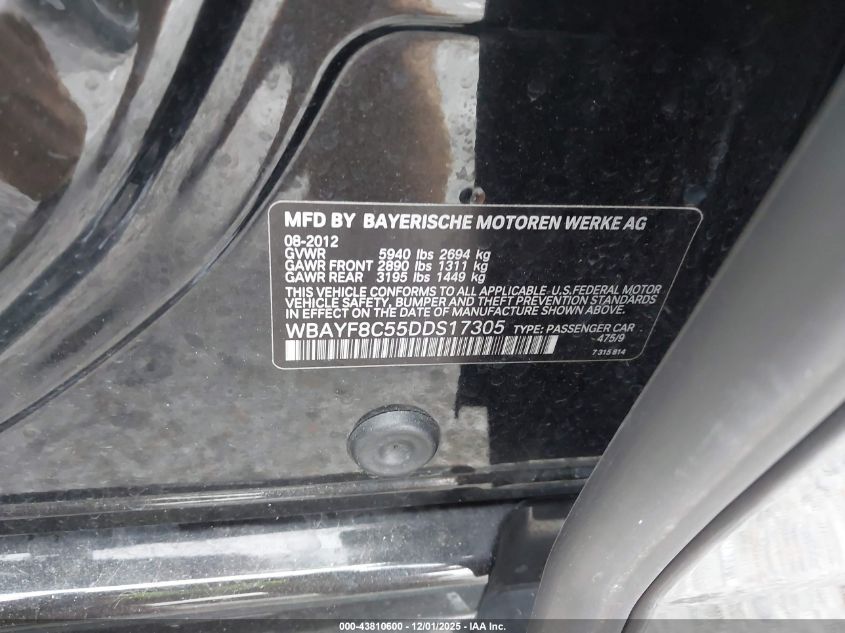 MFD BY BAYERISCHE MOTOREN WERKE AG
08-2012
GVWR 5940 lbs 2694 kg
GAWR FRONT 2890 lbs 1311 kg
GAWR REAR 3195 lbs 1449 kg
THIS VEHICLE CONFORMS TO ALL APPLICABLE U.S.FEDERAL MOTOR
VEHICLE SAFETY, BUMPER AND THEFT PREVENTION STANDARDS
IN EFFECT ON THE DATE OF MANUFACTURE SHOWN ABOVE.
WBAYF8C55DDS17305 TYPE: PASSENGER CAR
475/9
7 315 814
000-43810600 - 12/01/2025 - IAA Inc.